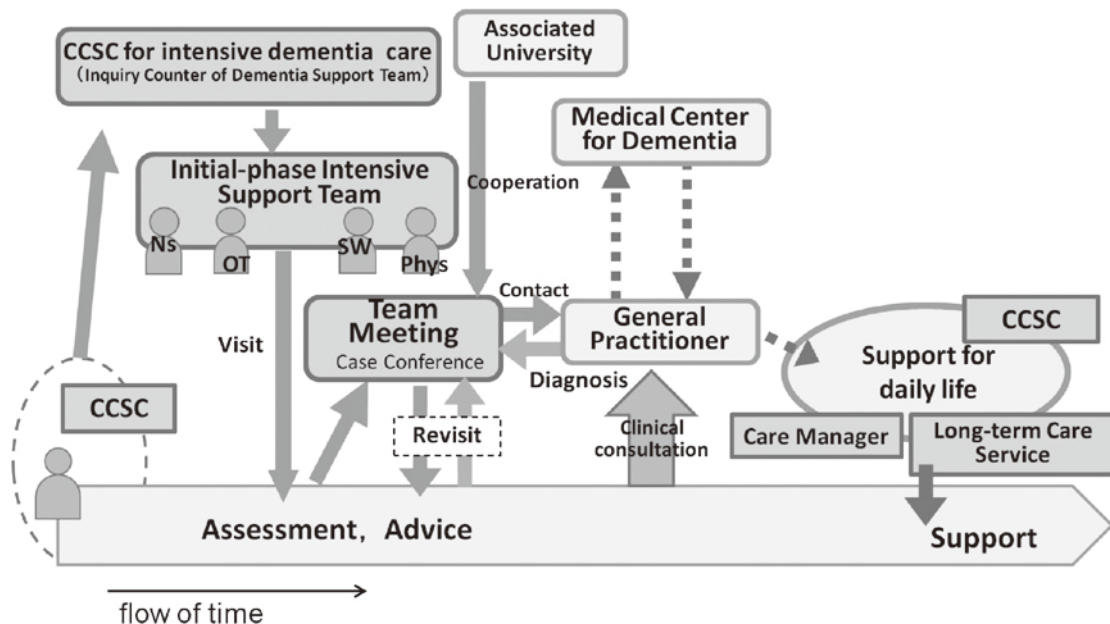 CCSC for intensive dementia care
(Inquiry Counter of Dementia Support Team)
Associated
University
Medical Center
for Dementia
Initial-phase Intensive
Support Team
Ns
OT
SW
Phys
Cooperation
Contact
Team
Meeting
Case Conference
General
Practitioner
Diagnosis
Visit
CCSC
Revisit
Clinical
consultation
CCSC
Support for
daily life
Care Manager
Long-term Care
Service
Assessment, Advice
Support
flow of time